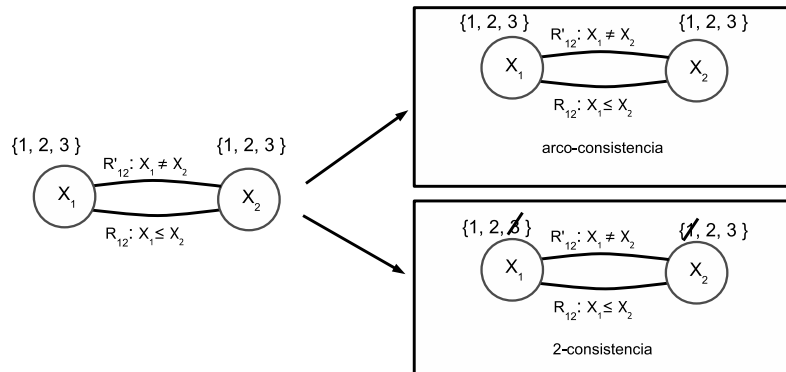 {1, 2, 3 } {1, 2, 3 }
R'12: X1 ≠ X2
X1 X2
R12: X1 ≤ X2
{1, 2, 3 } {1, 2, 3 }
R'12: X1 ≠ X2
X1 X2
R12: X1 ≤ X2
arco-consistencia
{1, 2, 3 } {1, 2, 3 }
R'12: X1 ≠ X2
X1 X2
R12: X1 ≤ X2
2-consistencia